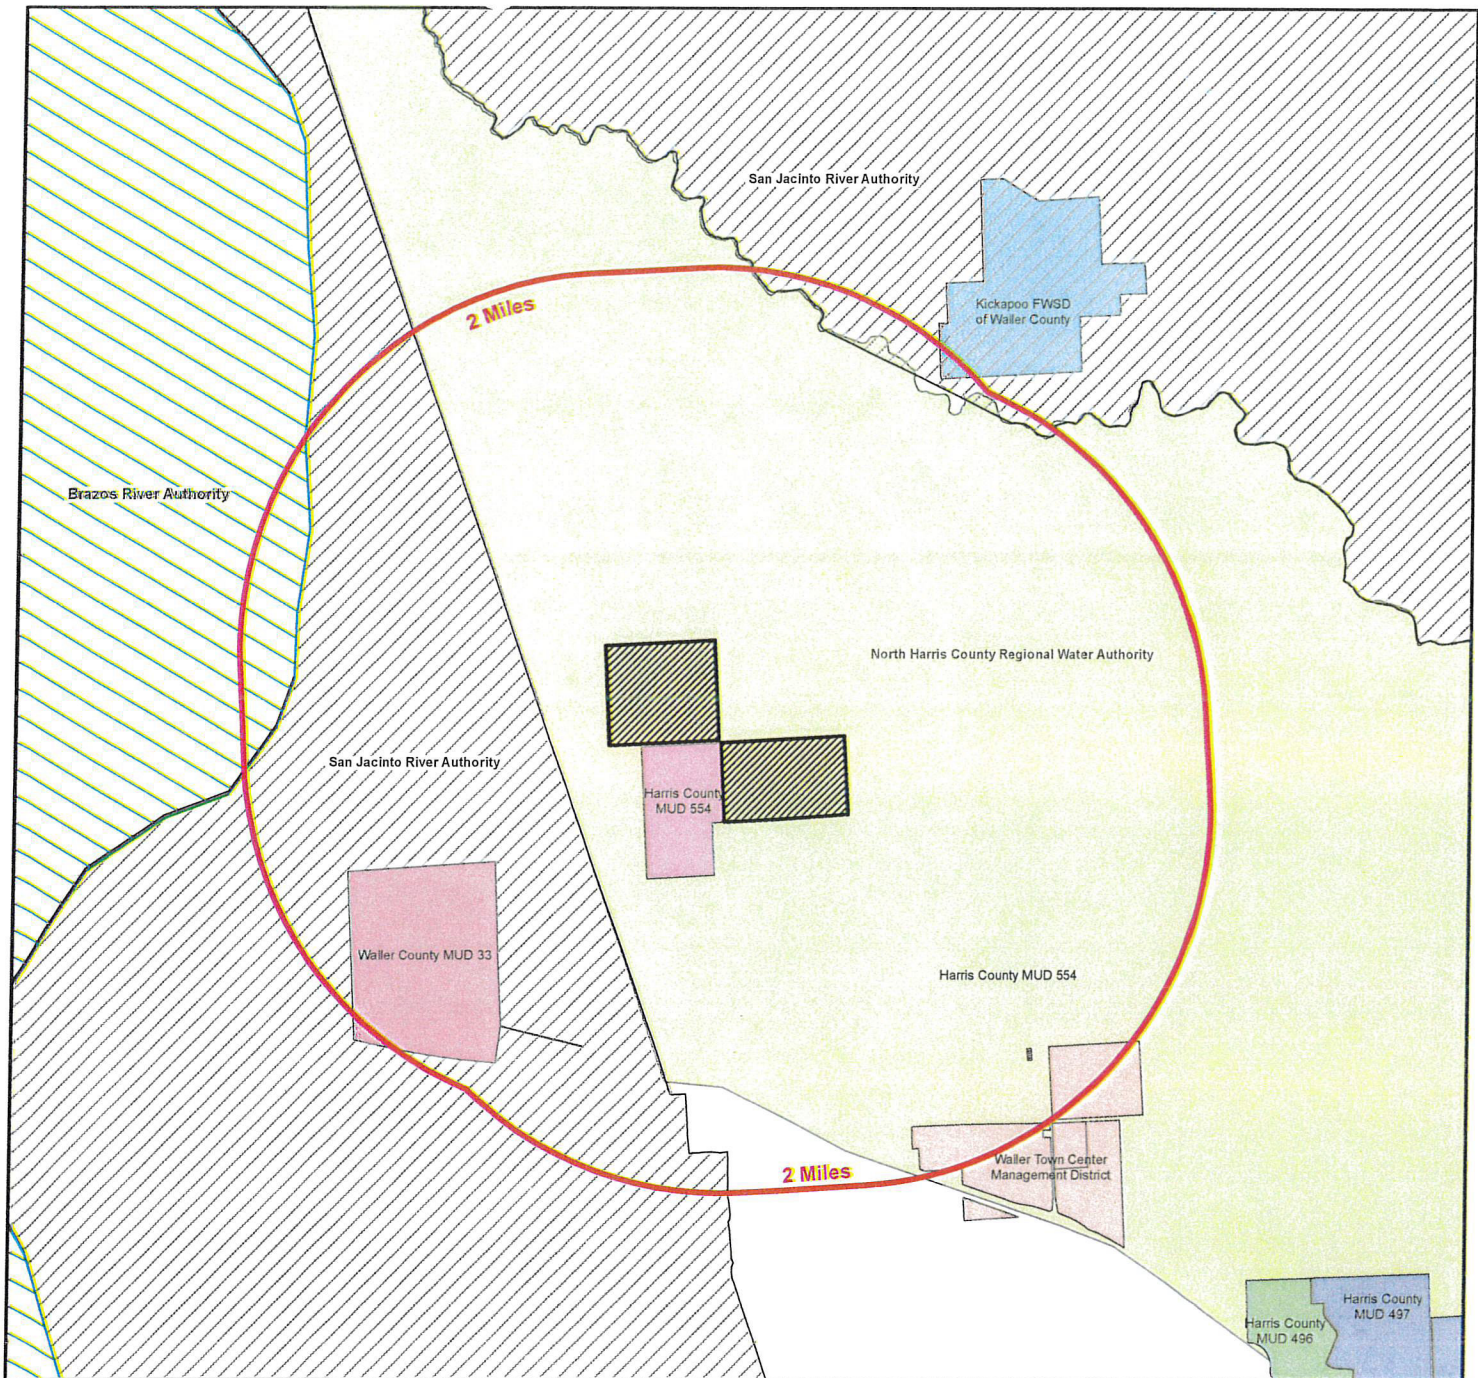 San Jacinto River Authority
Kickapoo FWSD
of Waller County
2 Miles
Brazos River Authority
North Harris County Regional Water Authority
San Jacinto River Authority
Harris County
MUD 554
Waller County MUD 33
Harris County MUD 554
Waller Town Center
Management District
2 Miles
Harris County
MUD 497
Harris County
MUD 496